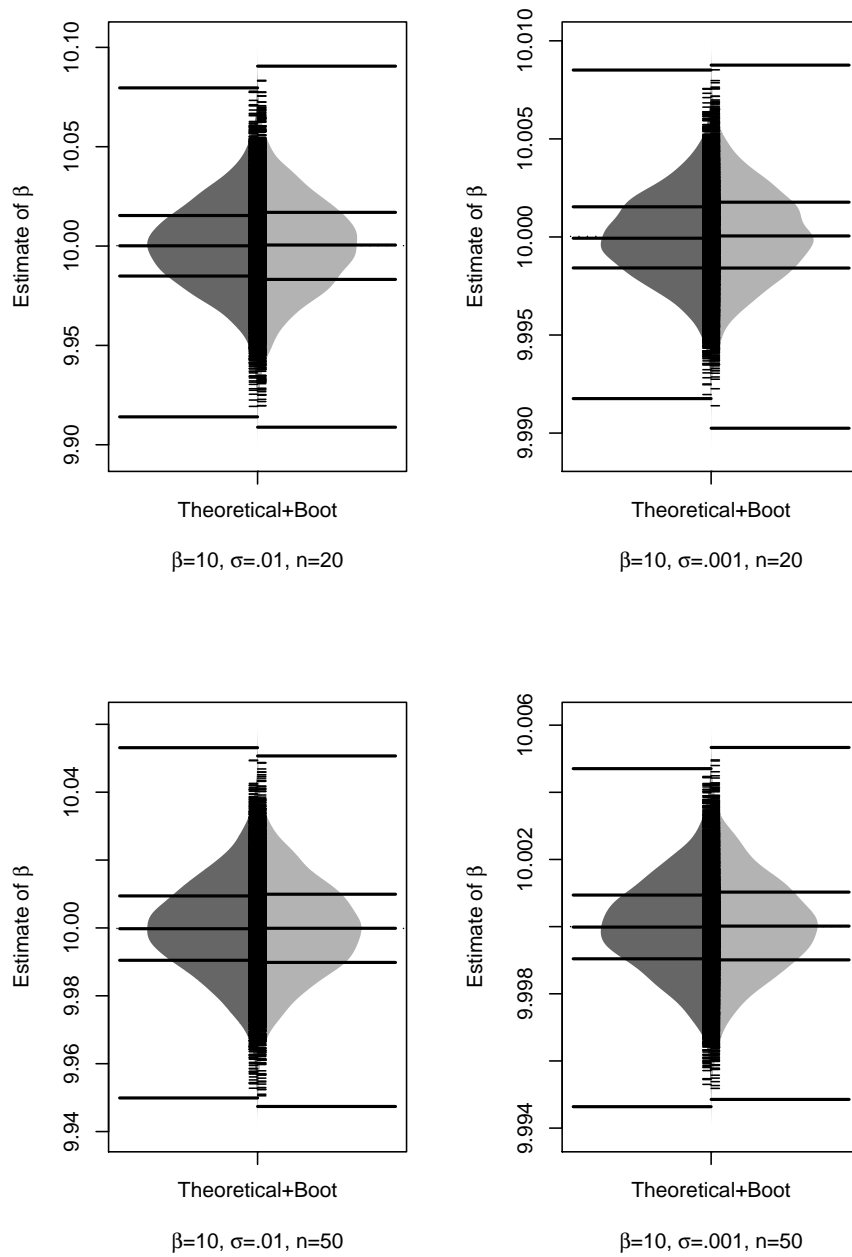 Estimate of β
10.10
10.05
10.00
9.95
9.90
Theoretical+Boot
β=10, σ=.01, n=20
Estimate of β
10.010
10.005
10.000
9.995
9.990
Theoretical+Boot
β=10, σ=.001, n=20
Estimate of β
10.04
10.00
9.98
9.96
9.94
Theoretical+Boot
β=10, σ=.01, n=50
Estimate of β
10.006
10.002
9.998
9.994
Theoretical+Boot
β=10, σ=.001, n=50